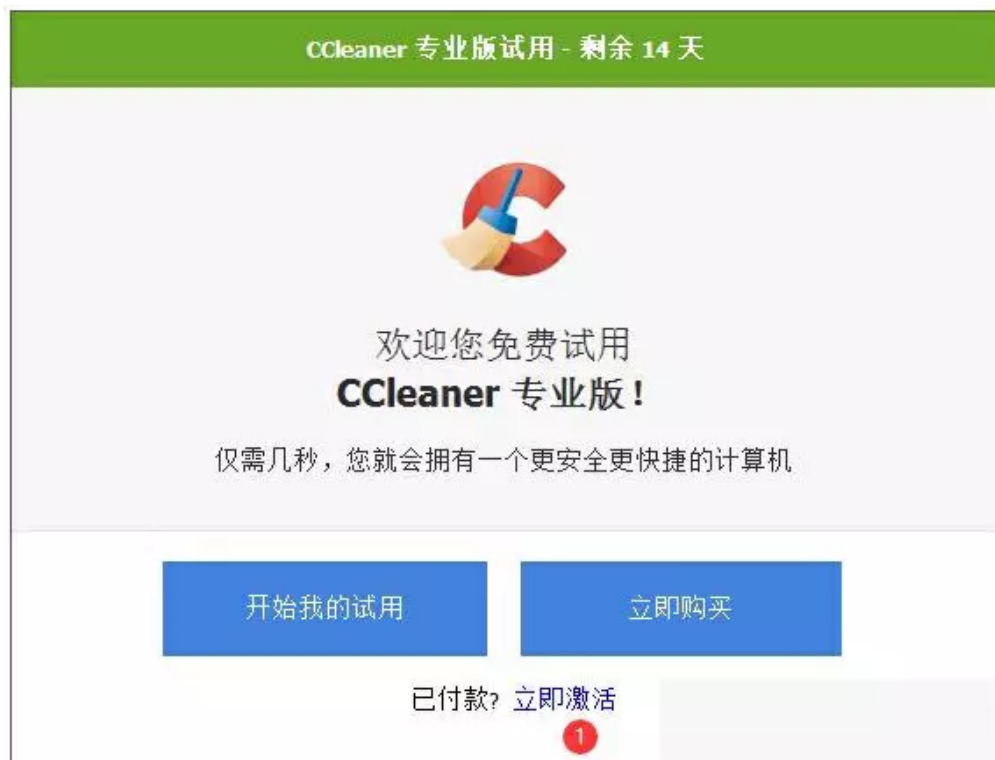 CCleaner 专业版试用 - 剩余 14 天
欢迎您免费试用
CCleaner 专业版！
仅需几秒，您就会拥有一个更安全更快捷的计算机
开始我的试用
立即购买
已付款? 立即激活
1